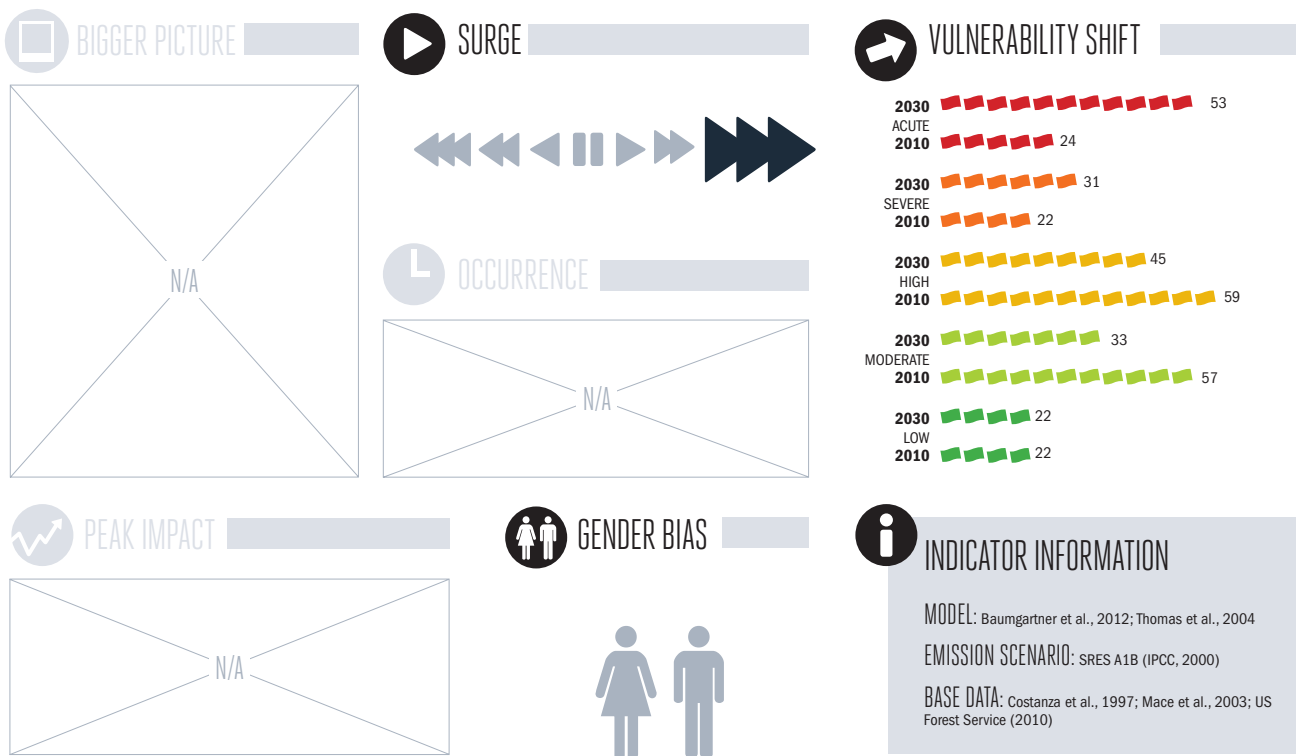 BIGGER PICTURE
N/A
SURGE
OCCURRENCE
N/A
VULNERABILITY SHIFT
2030 53
ACUTE
2010 24
2030 31
SEVERE
2010 22
2030 45
HIGH
2010 59
2030 33
MODERATE
2010 57
2030 22
LOW
2010 22
PEAK IMPACT
N/A
GENDER BIAS
INDICATOR INFORMATION
MODEL: Baumgartner et al., 2012; Thomas et al., 2004
EMISSION SCENARIO: SRES A1B (IPCC, 2000)
BASE DATA: Costanza et al., 1997; Mace et al., 2003; US
Forest Service (2010)